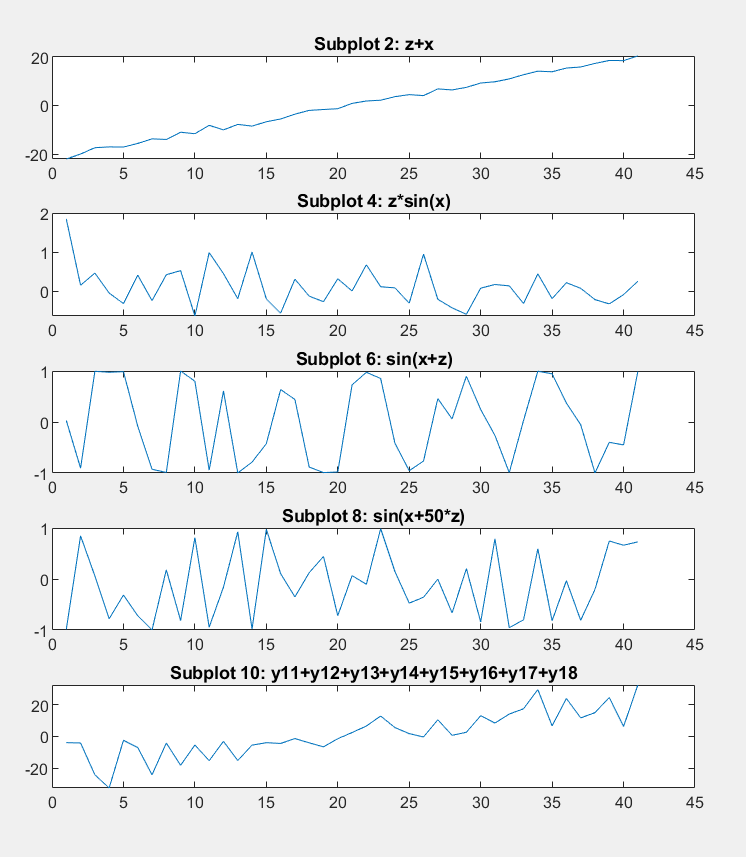 Subplot 2: z+x
20
0
-20
0 5 10 15 20 25 30 35 40 45
Subplot 4: z*sin(x)
2
1
0
0 5 10 15 20 25 30 35 40 45
Subplot 6: sin(x+z)
1
0
-1
0 5 10 15 20 25 30 35 40 45
Subplot 8: sin(x+50*z)
1
0
-1
0 5 10 15 20 25 30 35 40 45
Subplot 10: y11+y12+y13+y14+y15+y16+y17+y18
20
0
-20
0 5 10 15 20 25 30 35 40 45